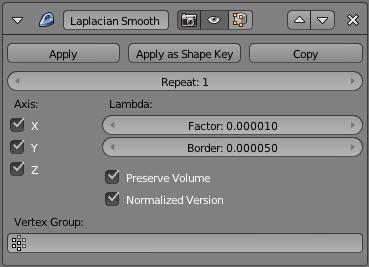 Laplacian Smooth
Apply
Apply as Shape Key
Copy
Repeat: 1
Axis:
Lambda:
X
Factor: 0.000010
Y
Border: 0.000050
Z
Preserve Volume
Normalized Version
Vertex Group: